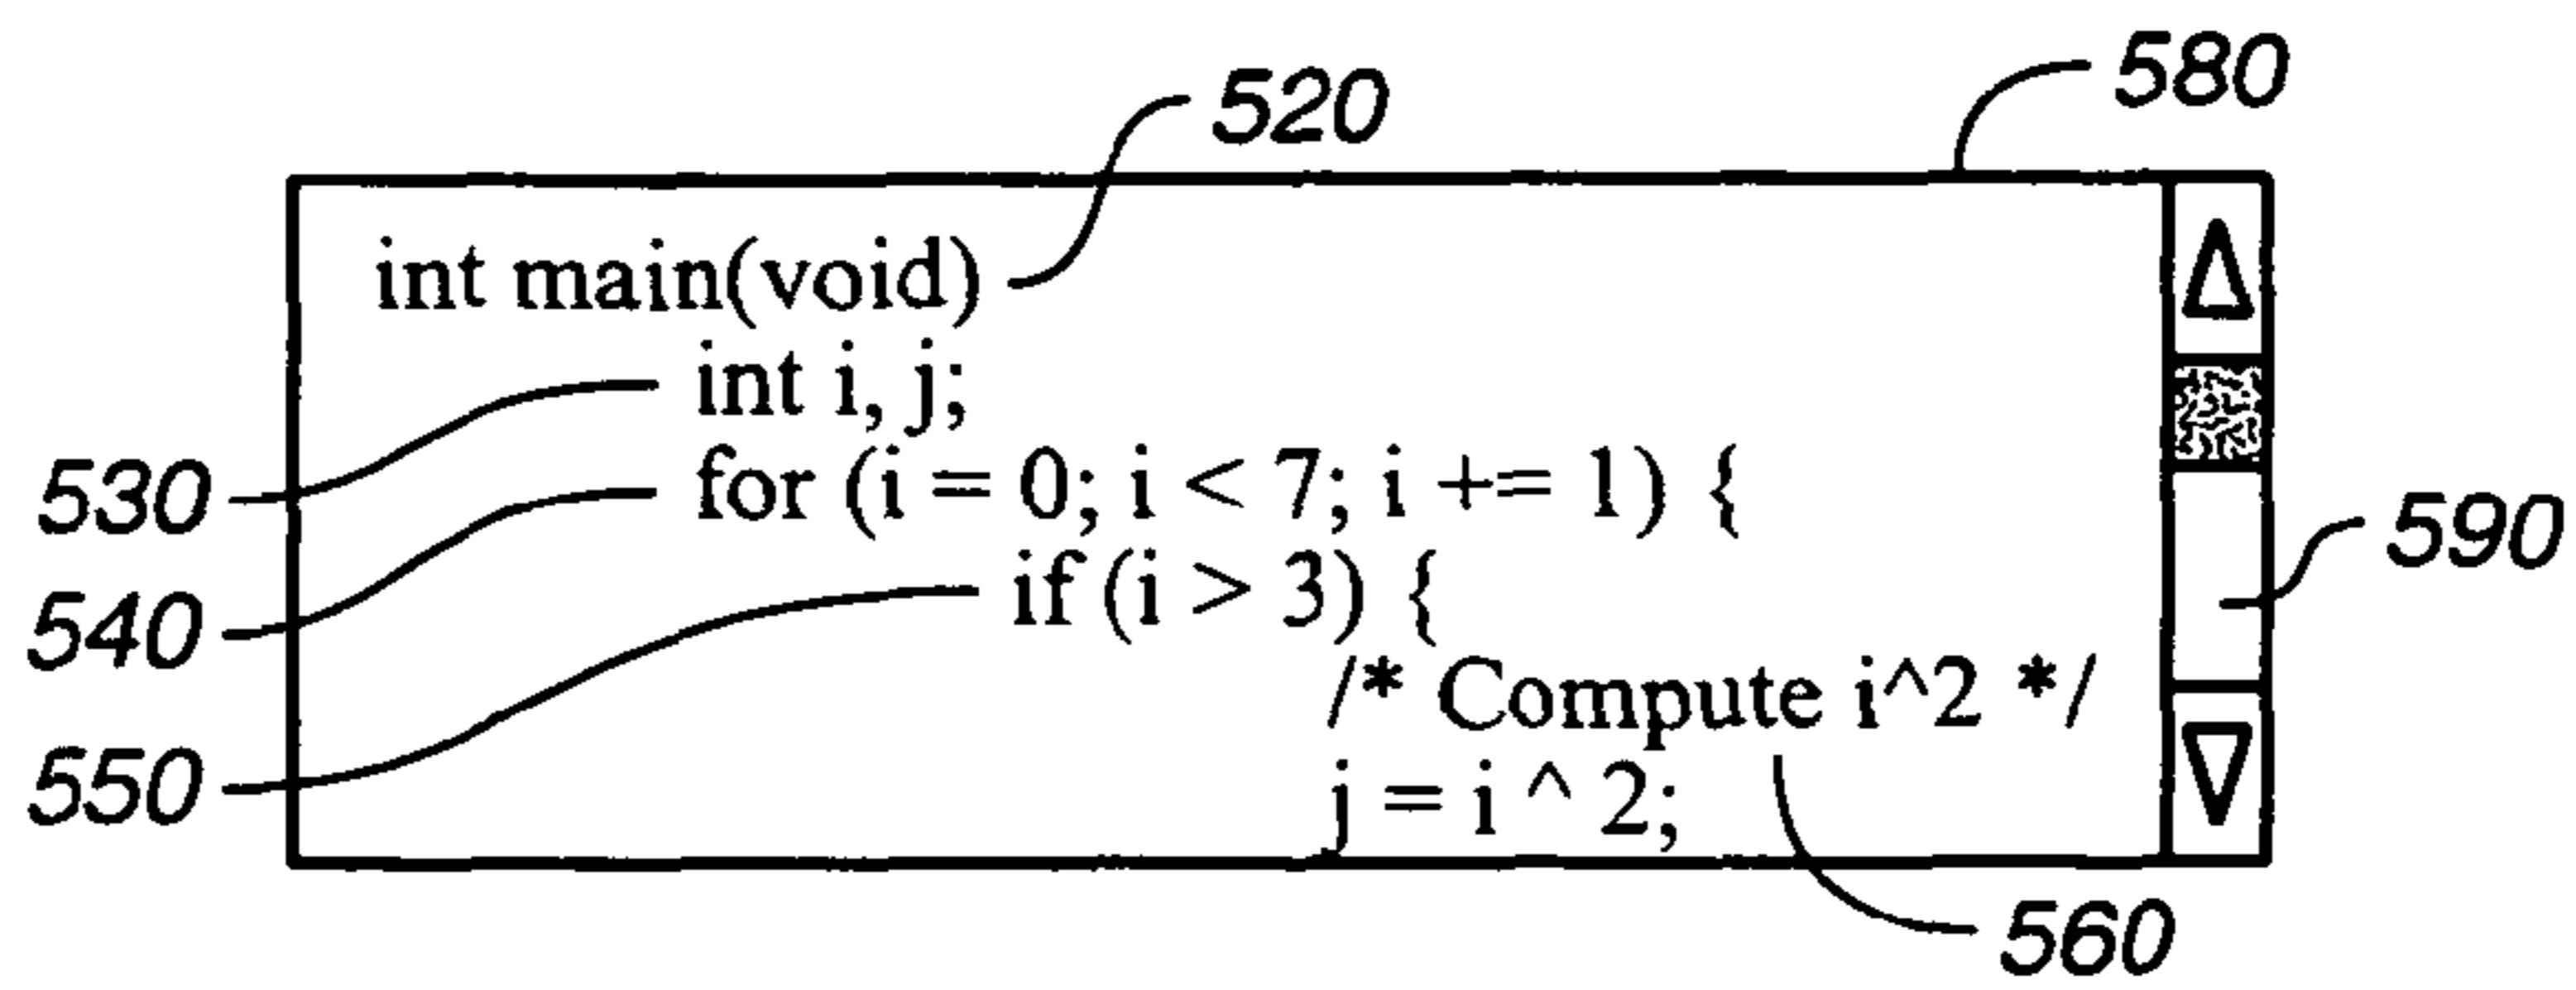 520
580
int main(void)
int i, j;
530
for (i = 0; i < 7; i += 1) {
590
540
if (i > 3) {
/* Compute i^2 */
550
j = i ^ 2;
560